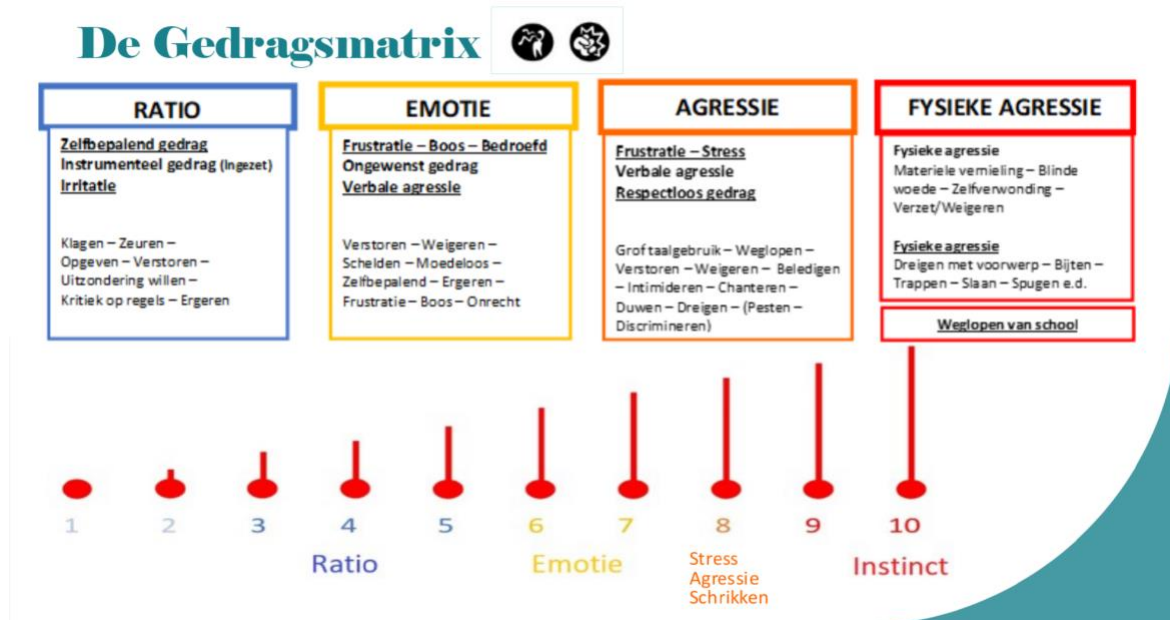 De Gedragsmatrix
RATIO
Zelfbepalend gedrag
Instrumenteel gedrag (Ingezet)
Irritatie
Klagen – Zeuren –
Opgeven – Verstoren –
Uitzondering willen –
Kritiek op regels – Ergeren
EMOTIE
Frustratie – Boos – Bedroefd
Ongewenst gedrag
Verbale agressie
Verstoren – Weigeren –
Schelden – Moedeloos –
Zelfbepalend – Ergeren –
Frustratie – Boos – Onrecht
AGRESSIE
Frustratie – Stress
Verbale agressie
Respectloos gedrag
Grof taalgebruik – Weglopen –
Verstoren – Weigeren – Beledigen
– Intimideren – Chanteren –
Duwen – Dreigen – (Pesten –
Discrimineren)
FYSIEKE AGRESSIE
Fysieke agressie
Materiele vernieling – Blinde
woede – Zelfverwonding –
Verzet/Weigeren
Fysieke agressie
Dreigen met voorwerp – Bijten –
Trappen – Slaan – Spugen e.d.
Weglopen van school
1 2 3 4 5 6 7 8 9 10
Ratio
Emotie
Stress
Agressie
Schrikken
Instinct